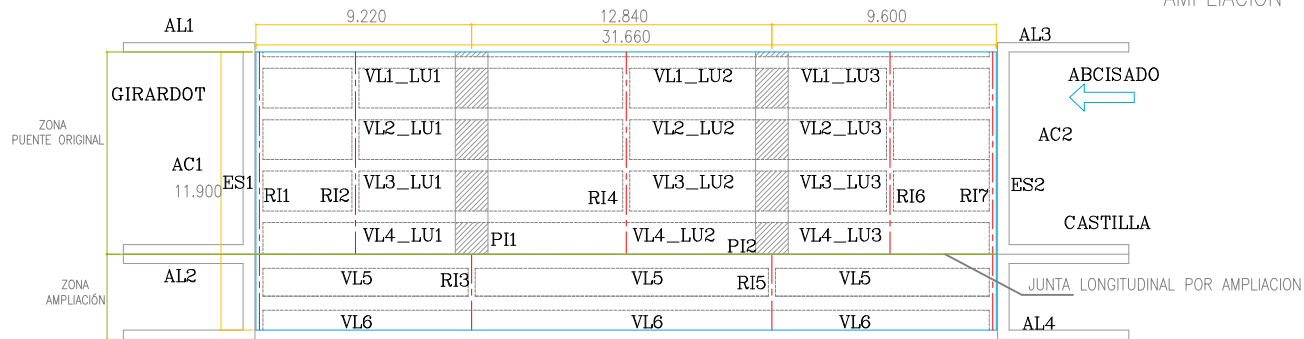 AMPLIACION
9.220 12.840 9.600
31.660
AL1 AL3
VL1_LU1 VL1_LU2 VL1_LU3 ABCISADO
GIRARDOT
ZONA
PUENTE ORIGINAL
VL2_LU1 VL2_LU2 VL2_LU3 AC2
AC1
ES1 VL3_LU1 VL3_LU2 VL3_LU3 ES2
11.900
RI1 RI2 RI4 RI6 RI7
CASTILLA
VL4_LU1 PI1 VL4_LU2 PI2 VL4_LU3
AL2 VL5 RI3 VL5 RI5 VL5
ZONA
AMPLIACIÓN
JUNTA LONGITUDINAL POR AMPLIACION
VL6 VL6 VL6 AL4